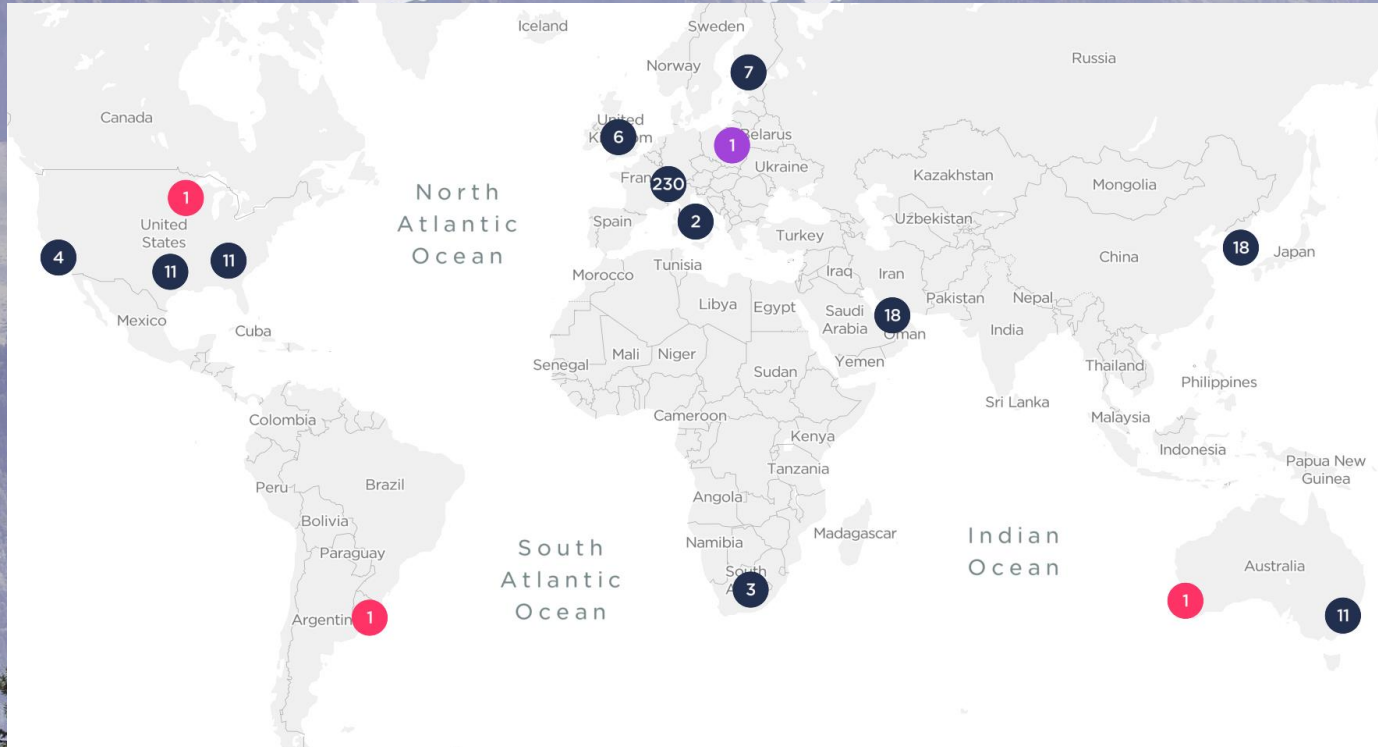 Iceland
Sweden
Norway
7
Russia
Canada
United
Kingdom
6
1
Belarus
Ukraine
France
230
Kazakhstan
Mongolia
1
United
States
North
Atlantic
Ocean
Spain
2
Turkey
Uzbekistan
China
18
Japan
4
11
11
Morocco
Tunisia
Iraq
Iran
Mexico
Cuba
Libya
Egypt
Saudi
Arabia
18
Oman
Pakistan
Nepal
India
Senegal
Mali
Niger
Sudan
Yemen
Thailand
Philippines
Sri Lanka
Colombia
Cameroon
Kenya
Malaysia
Indonesia
Papua New
Guinea
Peru
Brazil
Tanzania
Angola
Bolivia
Paraguay
South
Atlantic
Ocean
Namibia
Madagascar
Indian
Ocean
Australia
South
3
Argentin
1
1
11